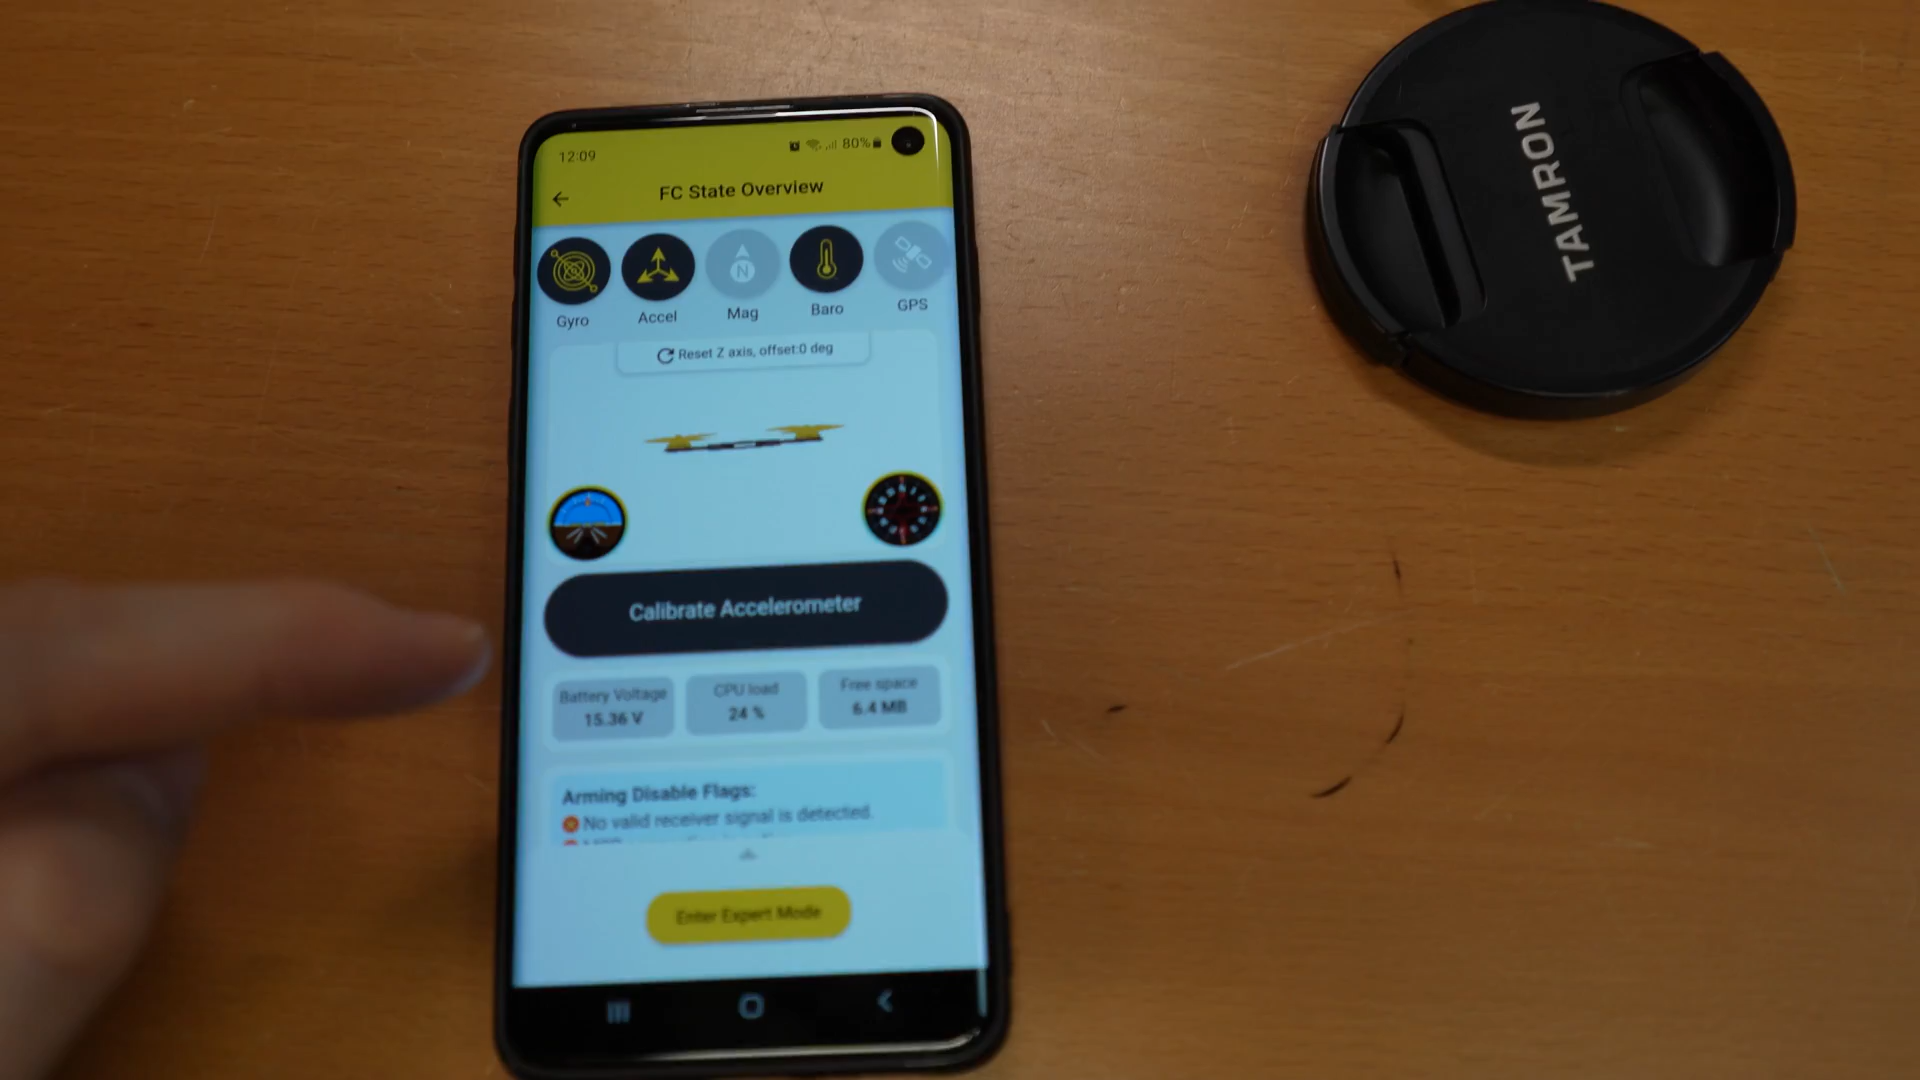 12:09
80%
FC State Overview
N
Gyro
Accel
Mag
Baro
GPS
Reset Z axis, offset:0 deg
Calibrate Accelerometer
Battery Voltage
15.36 V
CPU load
24 %
Free space
6.4 MB
Arming Disable Flags:
No valid receiver signal is detected.
Enter Expert Mode
TAMRON